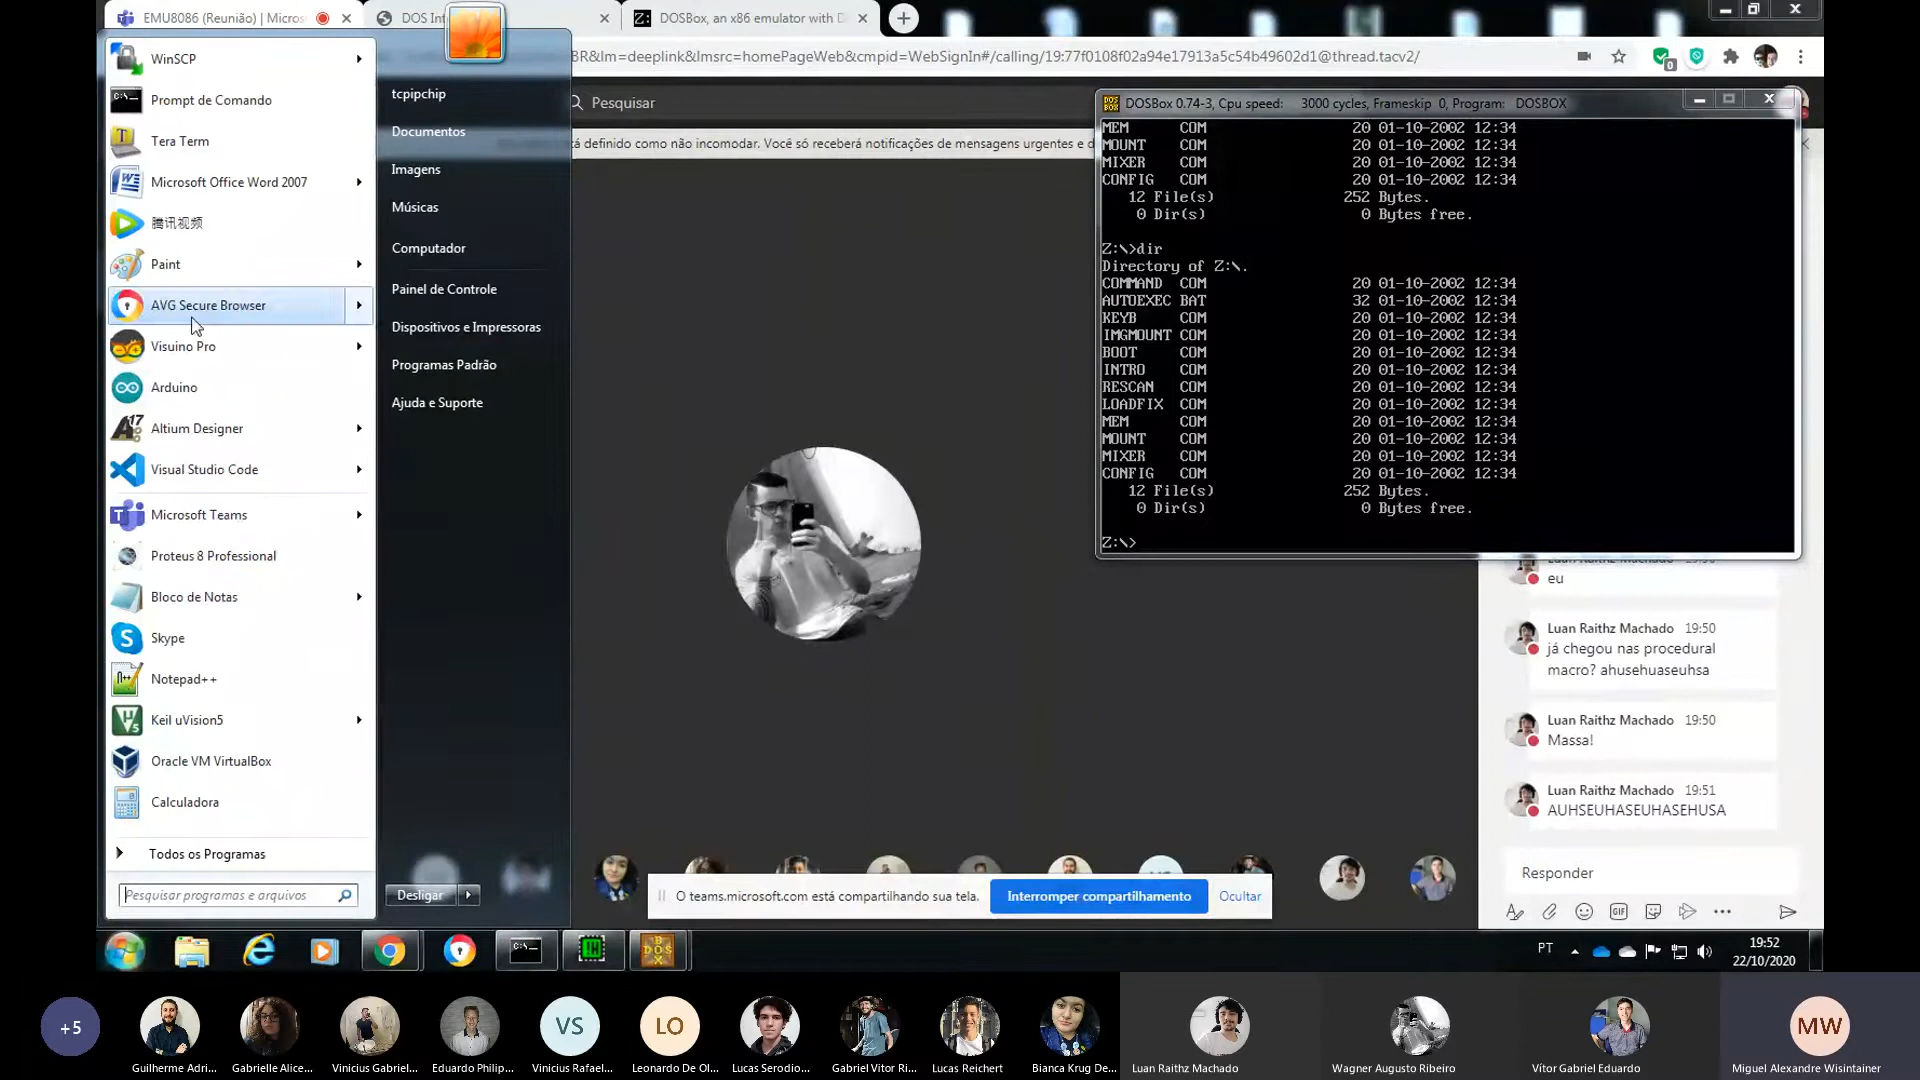 EMU8086 (Reunião) | Micros
DOS Int
DOSBox, an x86 emulator with D
BR&lm=deeplink&lmsrc=homePageWeb&cmpid=WebSignIn#/calling/19:77f0108f02a94e17913a5c54b49602d1@thread.tacv2/
0
Pesquisar
definido como não incomodar. Você só receberá notificações de mensagens urgentes e d
WinSCP
Prompt de Comando
Tera Term
Microsoft Office Word 2007
腾讯视频
Paint
AVG Secure Browser
Visuino Pro
Arduino
Altium Designer
Visual Studio Code
Microsoft Teams
Proteus 8 Professional
Bloco de Notas
Skype
Notepad++
Keil uVision5
Oracle VM VirtualBox
Calculadora
Todos os Programas
Pesquisar programas e arquivos
tcpipchip
Documentos
Imagens
Músicas
Computador
Painel de Controle
Dispositivos e Impressoras
Programas Padrão
Ajuda e Suporte
Desligar
DOSBox 0.74-3, Cpu speed: 3000 cycles, Frameskip 0, Program: DOSBOX
MEM COM 20 01-10-2002 12:34
MOUNT COM 20 01-10-2002 12:34
MIXER COM 20 01-10-2002 12:34
CONFIG COM 20 01-10-2002 12:34
12 File(s) 252 Bytes.
0 Dir(s) 0 Bytes free.
Z:\>dir
Directory of Z:\.
COMMAND COM 20 01-10-2002 12:34
AUTOEXEC BAT 32 01-10-2002 12:34
KEYB COM 20 01-10-2002 12:34
IMGMOUNT COM 20 01-10-2002 12:34
BOOT COM 20 01-10-2002 12:34
INTRO COM 20 01-10-2002 12:34
RESCAN COM 20 01-10-2002 12:34
LOADFIX COM 20 01-10-2002 12:34
MEM COM 20 01-10-2002 12:34
MOUNT COM 20 01-10-2002 12:34
MIXER COM 20 01-10-2002 12:34
CONFIG COM 20 01-10-2002 12:34
12 File(s) 252 Bytes.
0 Dir(s) 0 Bytes free.
Z:\>
eu
Luan Raithz Machado 19:50
já chegou nas procedural
macro? ahusehuaseuhsa
Luan Raithz Machado 19:50
Massa!
Luan Raithz Machado 19:51
AUHSEUHASEUHASEHUSA
Responder
GIF
O teams.microsoft.com está compartilhando sua tela.
Interromper compartilhamento
Ocultar
PT
19:52
22/10/2020
+5
VS
LO
MW
Guilherme Adri...
Gabrielle Alice...
Vinicius Gabriel...
Eduardo Philip...
Vinicius Rafael...
Leonardo De Ol...
Lucas Serodio...
Gabriel Vitor Ri...
Lucas Reichert
Bianca Krug De...
Luan Raithz Machado
Wagner Augusto Ribeiro
Vítor Gabriel Eduardo
Miguel Alexandre Wisintainer